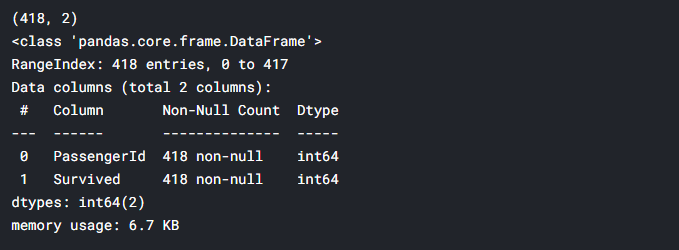 (418, 2)
<class 'pandas.core.frame.DataFrame'>
RangeIndex: 418 entries, 0 to 417
Data columns (total 2 columns):
 #   Column       Non-Null Count  Dtype
---  ------       --------------  -----
 0   PassengerId  418 non-null    int64
 1   Survived     418 non-null    int64
dtypes: int64(2)
memory usage: 6.7 KB